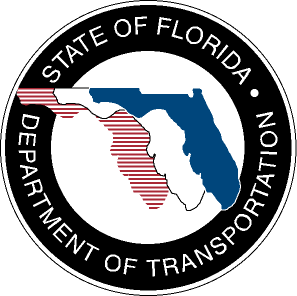 STATE OF FLORIDA •
DEPARTMENT OF TRANSPORTATION